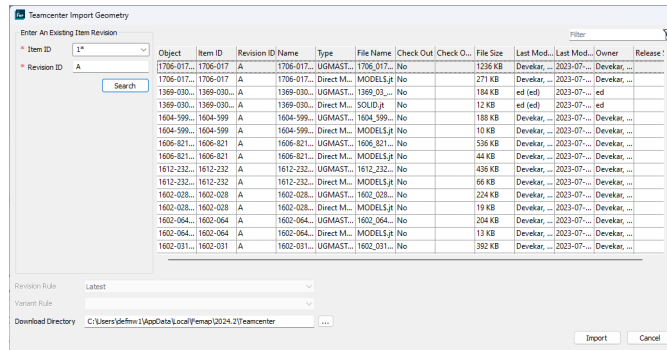 Fem Teamcenter Import Geometry
Enter An Existing Item Revision
* Item ID 1*
* Revision ID A
Search
Filter
Object Item ID Revision ID Name Type File Name Check Out Check O... File Size Last Mod... Last Mod... Owner Release
1706-017... 1706-017 A 1706-017... UGMAST... 1706_017... No 1236 KB Devekar, ... 2023-07-... Devekar, ...
1706-017... 1706-017 A 1706-017... Direct M... MODEL$.jt No 271 KB Devekar, ... 2023-07-... Devekar, ...
1369-030... 1369-030... A 1369-030... UGMAST... 1369_03_... No 184 KB ed (ed) 2023-07-... ed
1369-030... 1369-030... A 1369-030... Direct M... SOLID.jt No 12 KB ed (ed) 2023-07-... ed
1604-599... 1604-599 A 1604-599... UGMAST... 1604_599... No 188 KB Devekar, ... 2023-07-... Devekar, ...
1604-599... 1604-599 A 1604-599... Direct M... MODEL$.jt No 10 KB Devekar, ... 2023-07-... Devekar, ...
1606-821... 1606-821 A 1606-821... UGMAST... 1606_821... No 536 KB Devekar, ... 2023-07-... Devekar, ...
1606-821... 1606-821 A 1606-821... Direct M... MODEL$.jt No 44 KB Devekar, ... 2023-07-... Devekar, ...
1612-232... 1612-232 A 1612-232... UGMAST... 1612_232... No 436 KB Devekar, ... 2023-07-... Devekar, ...
1612-232... 1612-232 A 1612-232... Direct M... MODEL$.jt No 66 KB Devekar, ... 2023-07-... Devekar, ...
1602-028... 1602-028 A 1602-028... UGMAST... 1602_028... No 224 KB Devekar, ... 2023-07-... Devekar, ...
1602-028... 1602-028 A 1602-028... Direct M... MODEL$.jt No 19 KB Devekar, ... 2023-07-... Devekar, ...
1602-064... 1602-064 A 1602-064... UGMAST... 1602_064... No 204 KB Devekar, ... 2023-07-... Devekar, ...
1602-064... 1602-064 A 1602-064... Direct M... MODEL$.jt No 13 KB Devekar, ... 2023-07-... Devekar, ...
1602-031... 1602-031 A 1602-031... UGMAST... 1602_031... No 392 KB Devekar, ... 2023-07-... Devekar, ...
Revision Rule Latest
Variant Rule
Download Directory C:\Users\defmw1\AppData\Local\Femap\2024.2\Teamcenter ...
Import Cancel